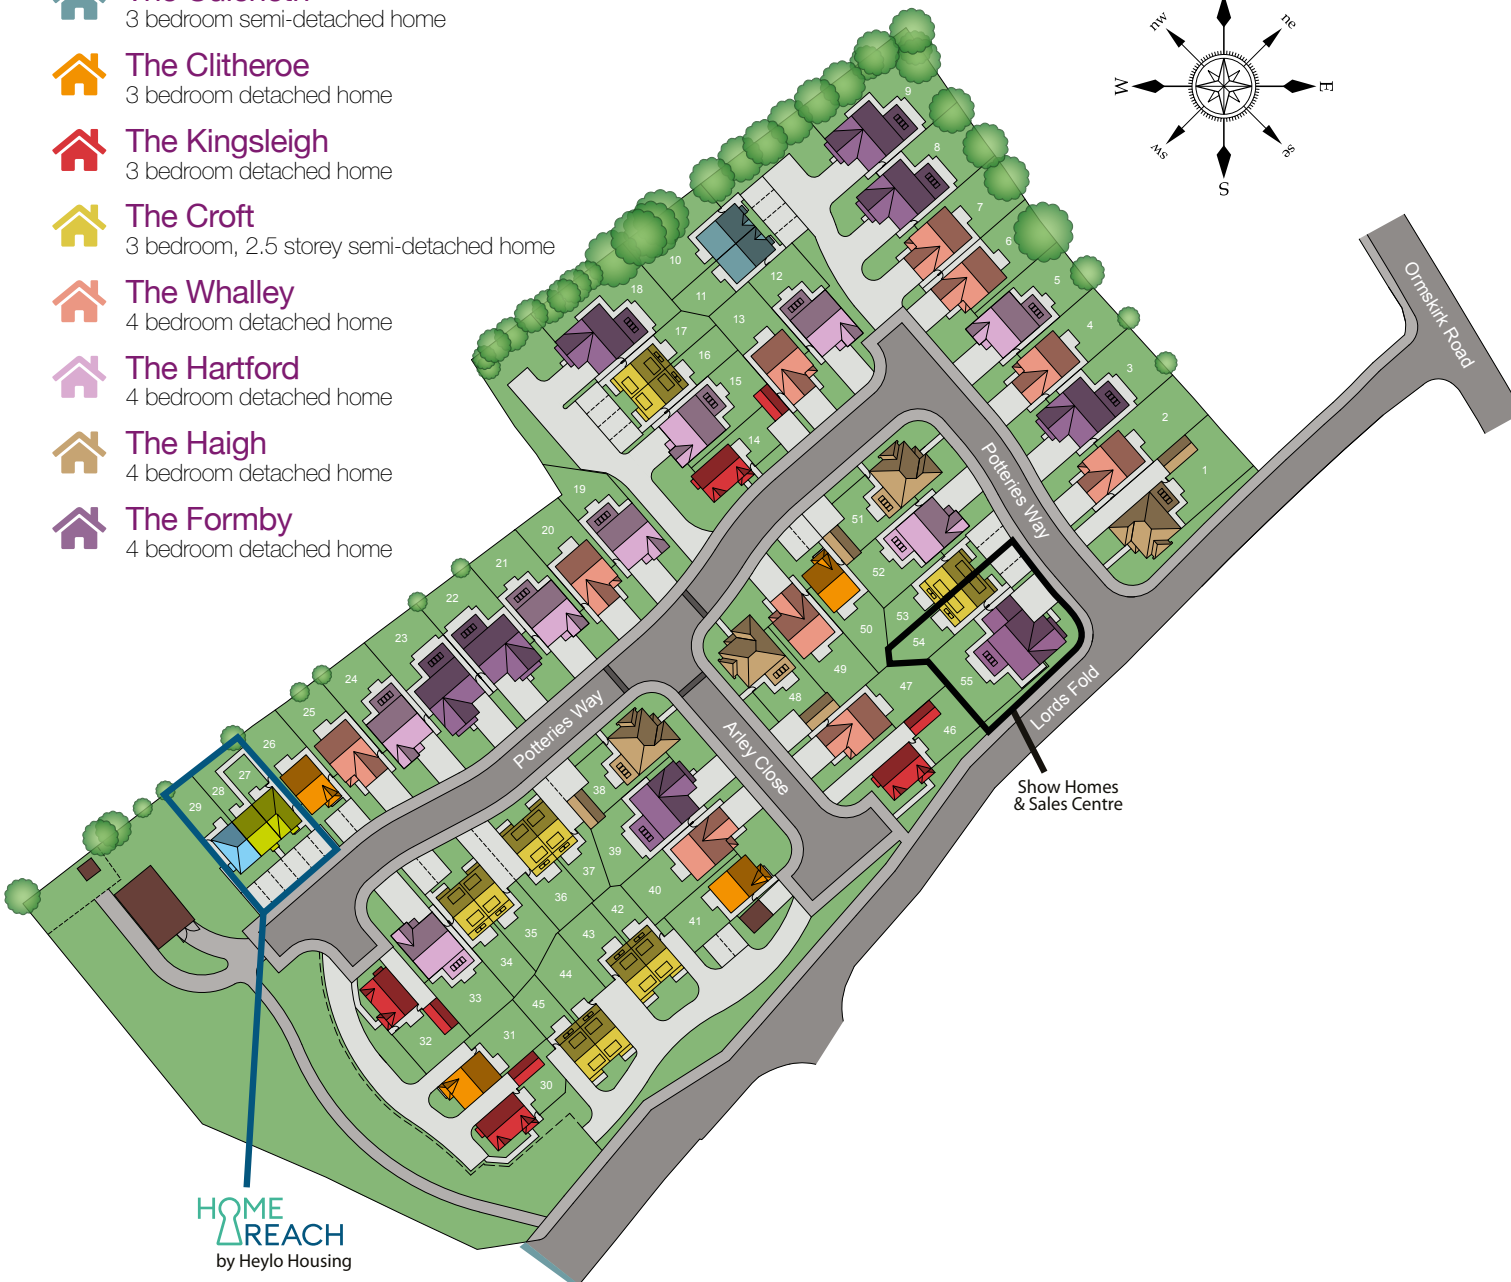 3 bedroom semi-detached home
The Clitheroe
3 bedroom detached home
The Kingsleigh
3 bedroom detached home
The Croft
3 bedroom, 2.5 storey semi-detached home
The Whalley
4 bedroom detached home
The Hartford
4 bedroom detached home
The Haigh
4 bedroom detached home
The Formby
4 bedroom detached home
nw
ne
W
E
sw
se
S
Ormskirk Road
9
8
7
6
5
4
3
2
1
10
11
12
13
18
17
16
15
14
19
20
21
22
23
24
25
26
27
28
29
Potteries Way
51
52
53
54
55
50
49
48
47
46
Lords Fold
Show Homes
& Sales Centre
Potteries Way
Arley Close
38
39
37
36
40
42
41
43
35
34
44
33
45
31
32
30
HOME
REACH
by Heylo Housing